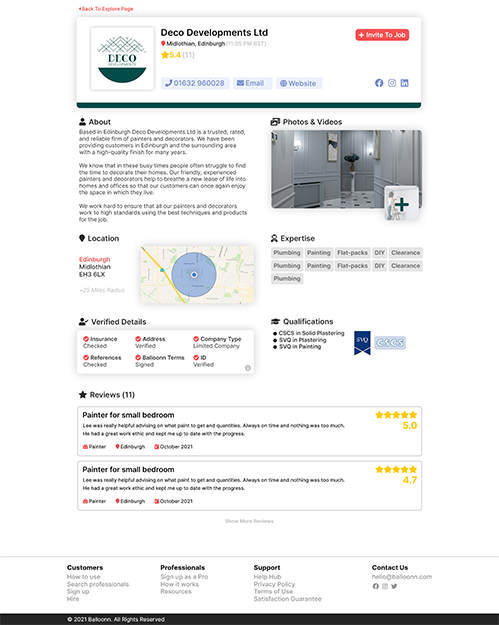 <Back To Explore Page
DECO
DEVELOPMENTS
Deco Developments Ltd
Midlothian, Edinburgh (11:05 PM BST)
5.4 (11)
+ Invite To Job
01632 960028
Email
Website
About
Based in Edinburgh Deco Developments Ltd is a trusted, rated,
and reliable firm of painters and decorators. We have been
providing customers in Edinburgh and the surrounding area
with a high-quality finish for many years.
We know that in these busy times people often struggle to find
the time to decorate their homes. Our friendly, experienced
painters and decorators help to breathe a new lease of life into
homes and offices so that our customers can once again enjoy
the space in which they live.
We work hard to ensure that all our painters and decorators
work to high standards using the best techniques and products
for the job.
Photos & Videos
Location
Edinburgh
Midlothian
EH3 6LX
+25 Miles Radius
Expertise
Plumbing Painting Flat-packs DIY Clearance
Plumbing Painting Flat-packs DIY Clearance
Plumbing
Verified Details
Insurance
Checked
Address
Verified
Company Type
Limited Company
References
Checked
Balloonn Terms
Signed
ID
Verified
Qualifications
CSCS in Solid Plastering
SVQ in Plastering
SVQ in Painting
SVQ
CSCS
Reviews (11)
Painter for small bedroom
Lee was really helpful advising on what paint to get and quantities. Always on time and nothing was too much.
He had a great work ethic and kept me up to date with the progress.
5.0
Painter Edinburgh October 2021
Painter for small bedroom
Lee was really helpful advising on what paint to get and quantities. Always on time and nothing was too much.
He had a great work ethic and kept me up to date with the progress.
4.7
Painter Edinburgh October 2021
Show More Reviews
Customers
How to use
Search professionals
Sign up
Hire
Professionals
Sign up as a Pro
How it works
Resources
Support
Help Hub
Privacy Policy
Terms of Use
Satisfaction Guarantee
Contact Us
hello@balloonn.com
© 2021 Balloonn. All Rights Reserved